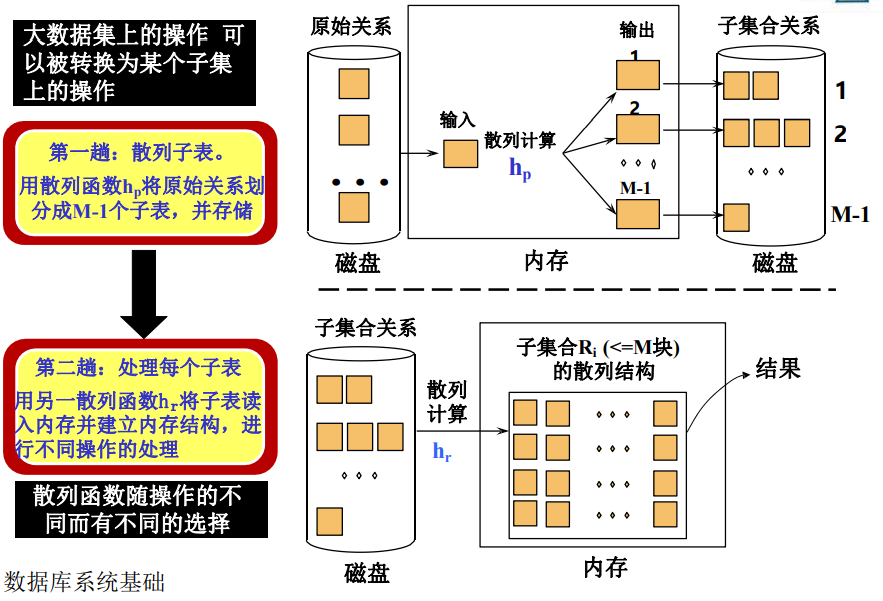 大数据集上的操作 可
以被转换为某个子集
上的操作
第一趟：散列子表。
用散列函数hp将原始关系划
分成M-1个子表，并存储
第二趟：处理每个子表
用另一散列函数hr将子表读
入内存并建立内存结构，进
行不同操作的处理
散列函数随操作的不
同而有不同的选择
数据库系统基础
原始关系
磁盘
输入
散列计算
hp
输出
1
2
M-1
内存
子集合关系
1
2
M-1
磁盘
子集合关系
磁盘
散列
计算
hr
子集合Ri (<=M块)
的散列结构
内存
结果